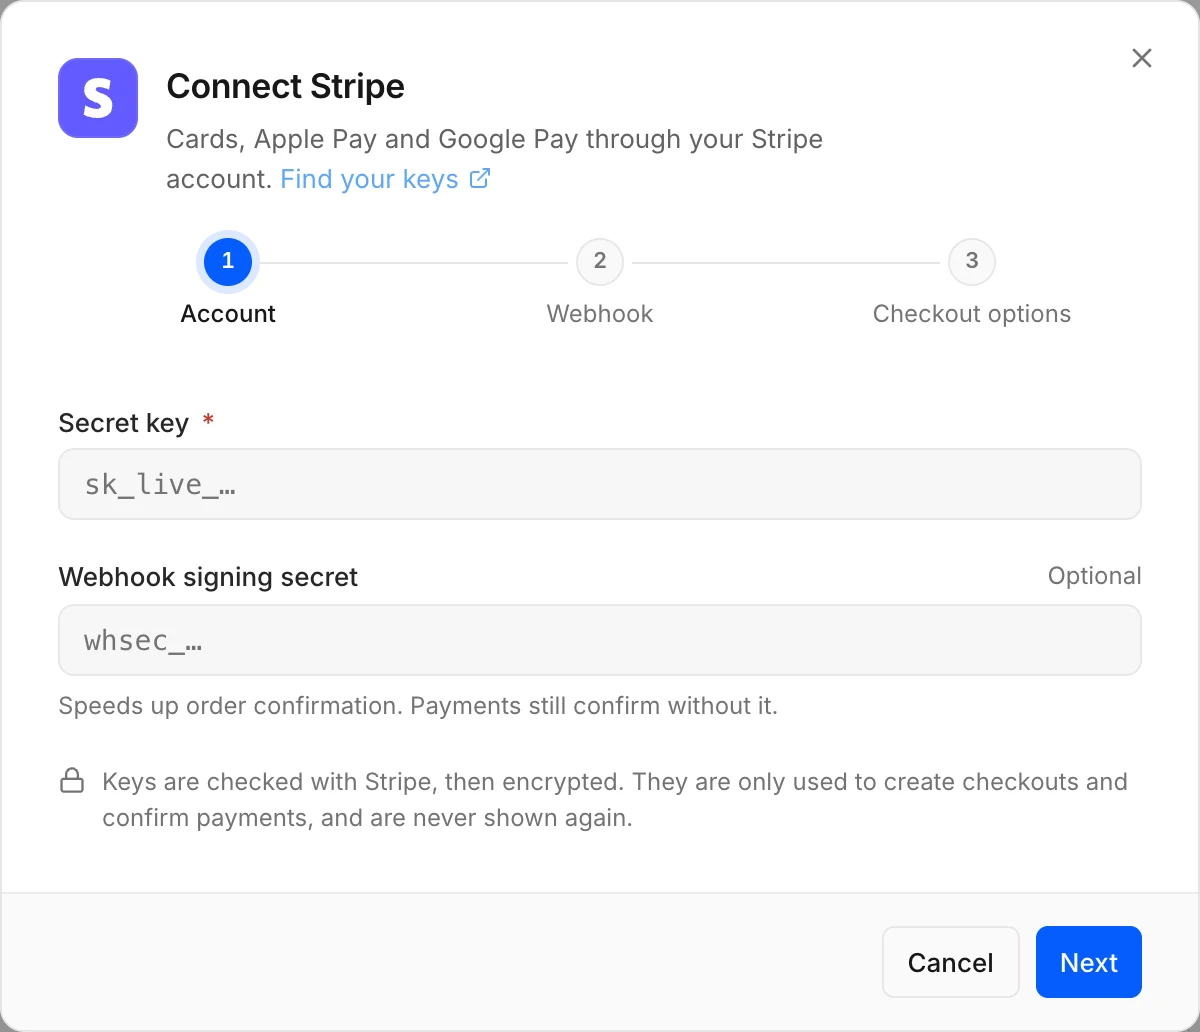 S
Connect Stripe
Cards, Apple Pay and Google Pay through your Stripe
account. Find your keys
1
2
3
Account
Webhook
Checkout options
Secret key *
sk_live_…
Webhook signing secret
Optional
whsec_…
Speeds up order confirmation. Payments still confirm without it.
Keys are checked with Stripe, then encrypted. They are only used to create checkouts and
confirm payments, and are never shown again.
Cancel
Next